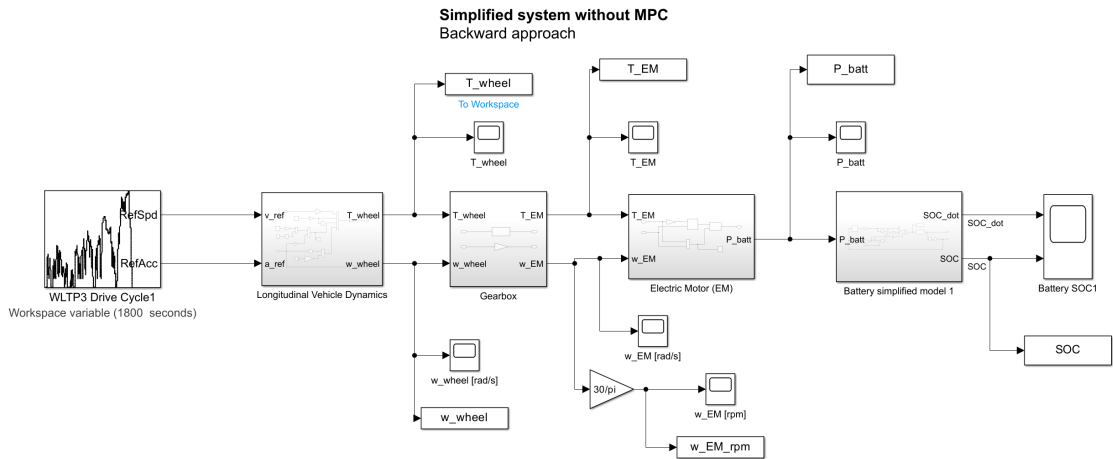 Simplified system without MPC
Backward approach
T_wheel
To Workspace
T_wheel
T_EM
T_EM
P_batt
P_batt
RefSpd
RefAcc
WLTP3 Drive Cycle1
Workspace variable (1800 seconds)
v_ref
a_ref
T_wheel
w_wheel
Longitudinal Vehicle Dynamics
T_wheel
w_wheel
T_EM
w_EM
Gearbox
T_EM
w_EM
P_batt
Electric Motor (EM)
P_batt
SOC_dot
SOC
Battery simplified model 1
SOC_dot
SOC
Battery SOC1
SOC
w_wheel [rad/s]
w_wheel
w_EM [rad/s]
30/pi
w_EM [rpm]
w_EM_rpm